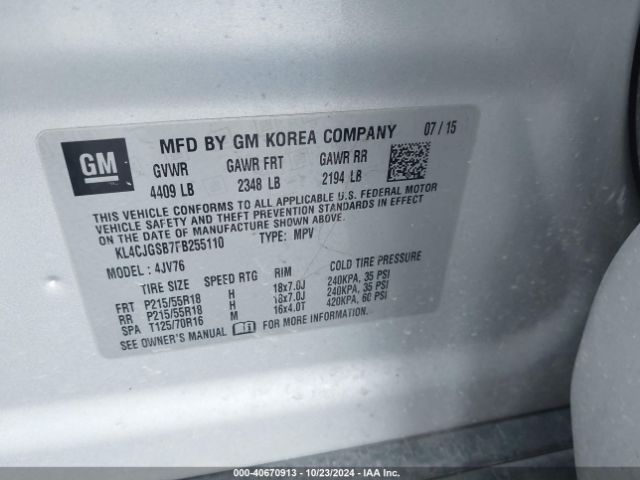 GM
MFD BY GM KOREA COMPANY 07 / 15
GVWR GAWR FRT GAWR RR
4409 LB 2348 LB 2194 LB
THIS VEHICLE CONFORMS TO ALL APPLICABLE U.S. FEDERAL MOTOR
VEHICLE SAFETY AND THEFT PREVENTION STANDARDS IN EFFECT
ON THE DATE OF MANUFACTURE SHOWN ABOVE.
KL4CJGSB7FB255110 TYPE: MPV
MODEL : 4JV76
TIRE SIZE SPEED RTG RIM COLD TIRE PRESSURE
FRT P215/55R18 H 18x7.0J 240KPA, 35 PSI
RR P215/55R18 H 18x7.0J 240KPA, 35 PSI
SPA T125/70R16 M 16x4.0T 420KPA, 60 PSI
SEE OWNER'S MANUAL FOR MORE INFORMATION.
000-40670913 - 10/23/2024 - IAA Inc.